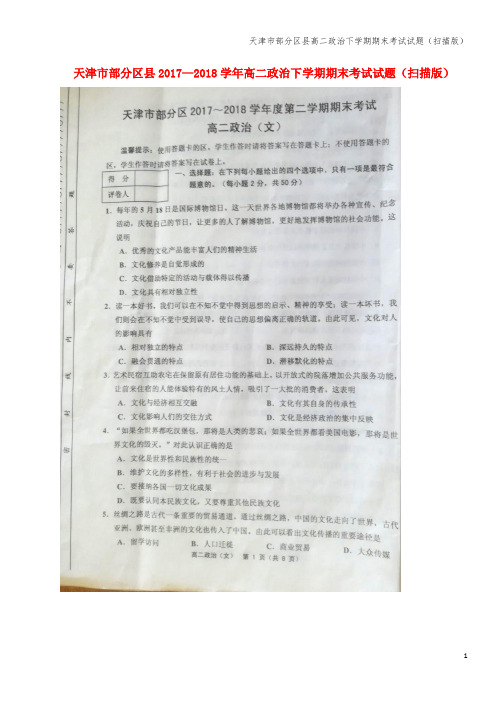 天津市部分区县高二政治下学期期末考试试题（扫描版）
天津市部分区县2017—2018学年高二政治下学期期末考试试题（扫描版）
天津市部分区2017～2018学年度第二学期期末考试
高二政治（文）
温馨提示：使用答题卡的区，学生作答时请将答案写在答题卡上；不使用答题卡的
区，学生作答时请将答案写在试卷上。
得 分
评卷人
一、选择题：在下列每小题给出的四个选项中，只有一项是最符合
题意的。（每小题2分，共50分）
1．每年的5月18日是国际博物馆日，这一天世界各地博物馆都将举办各种宣传、纪念
活动，庆祝自己的节日，让更多的人了解博物馆，更好地发挥博物馆的社会功能。这
说明
A．优秀的文化产品能丰富人们的精神生活
B．文化修养是自觉形成的
C．文化借助特定的活动与载体得以传播
D．文化具有相对独立性
2．读一本好书，我们可以在不知不觉中得到思想的启示、精神的享受；读一本坏书，我
们则会在不知不觉中受到误导，使自己的思想偏离正确的轨道。由此可见，文化对人
的影响具有
A．相对独立的特点
B．深远持久的特点
C．融会贯通的特点
D．潜移默化的特点
3．艺术民宿互助农宅在保留原有居住功能的基础上，以开放式的院落增加公共服务功能，
让前来住宿的人能体验特有的风土人情，吸引了一大批的消费者。这表明
A．文化与经济相互交融
B．文化有其自身的传承性
C．文化影响人们的交往方式
D．文化是经济政治的集中反映
4．“如果全世界都吃汉堡包，那将是人类的悲哀；如果全世界都看美国电影，那将是世
界文化的毁灭。”对此认识正确的是
A．文化是世界性和民族性的统一
B．维护文化的多样性，有利于社会的进步与发展
C．要接纳各国一切文化成果
D．既要认同本民族文化，又要尊重其他民族文化
5．丝绸之路是古代一条重要的贸易通道，通过丝绸之路，中国的文化走向了世界，古代
亚洲、欧洲甚至非洲的文化也传入了中国。由此可以看出文化传播的重要途径是
A．留学访问
B．人口迁徙
C．商业贸易
D．大众传媒
高二政治（文） 第 1 页（共 8 页）
1